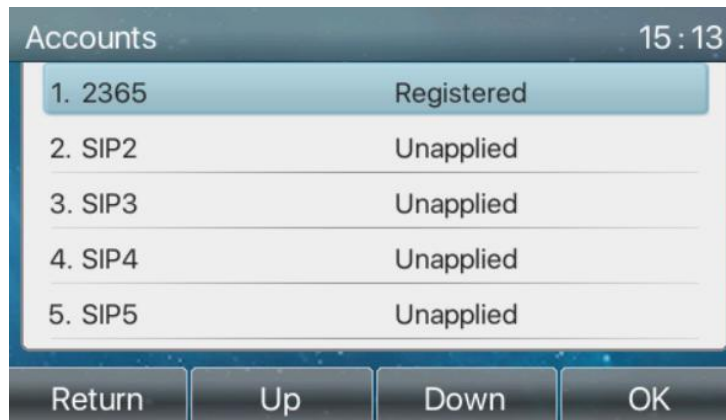 Accounts 15:13
1. 2365 Registered
2. SIP2 Unapplied
3. SIP3 Unapplied
4. SIP4 Unapplied
5. SIP5 Unapplied
Return Up Down OK